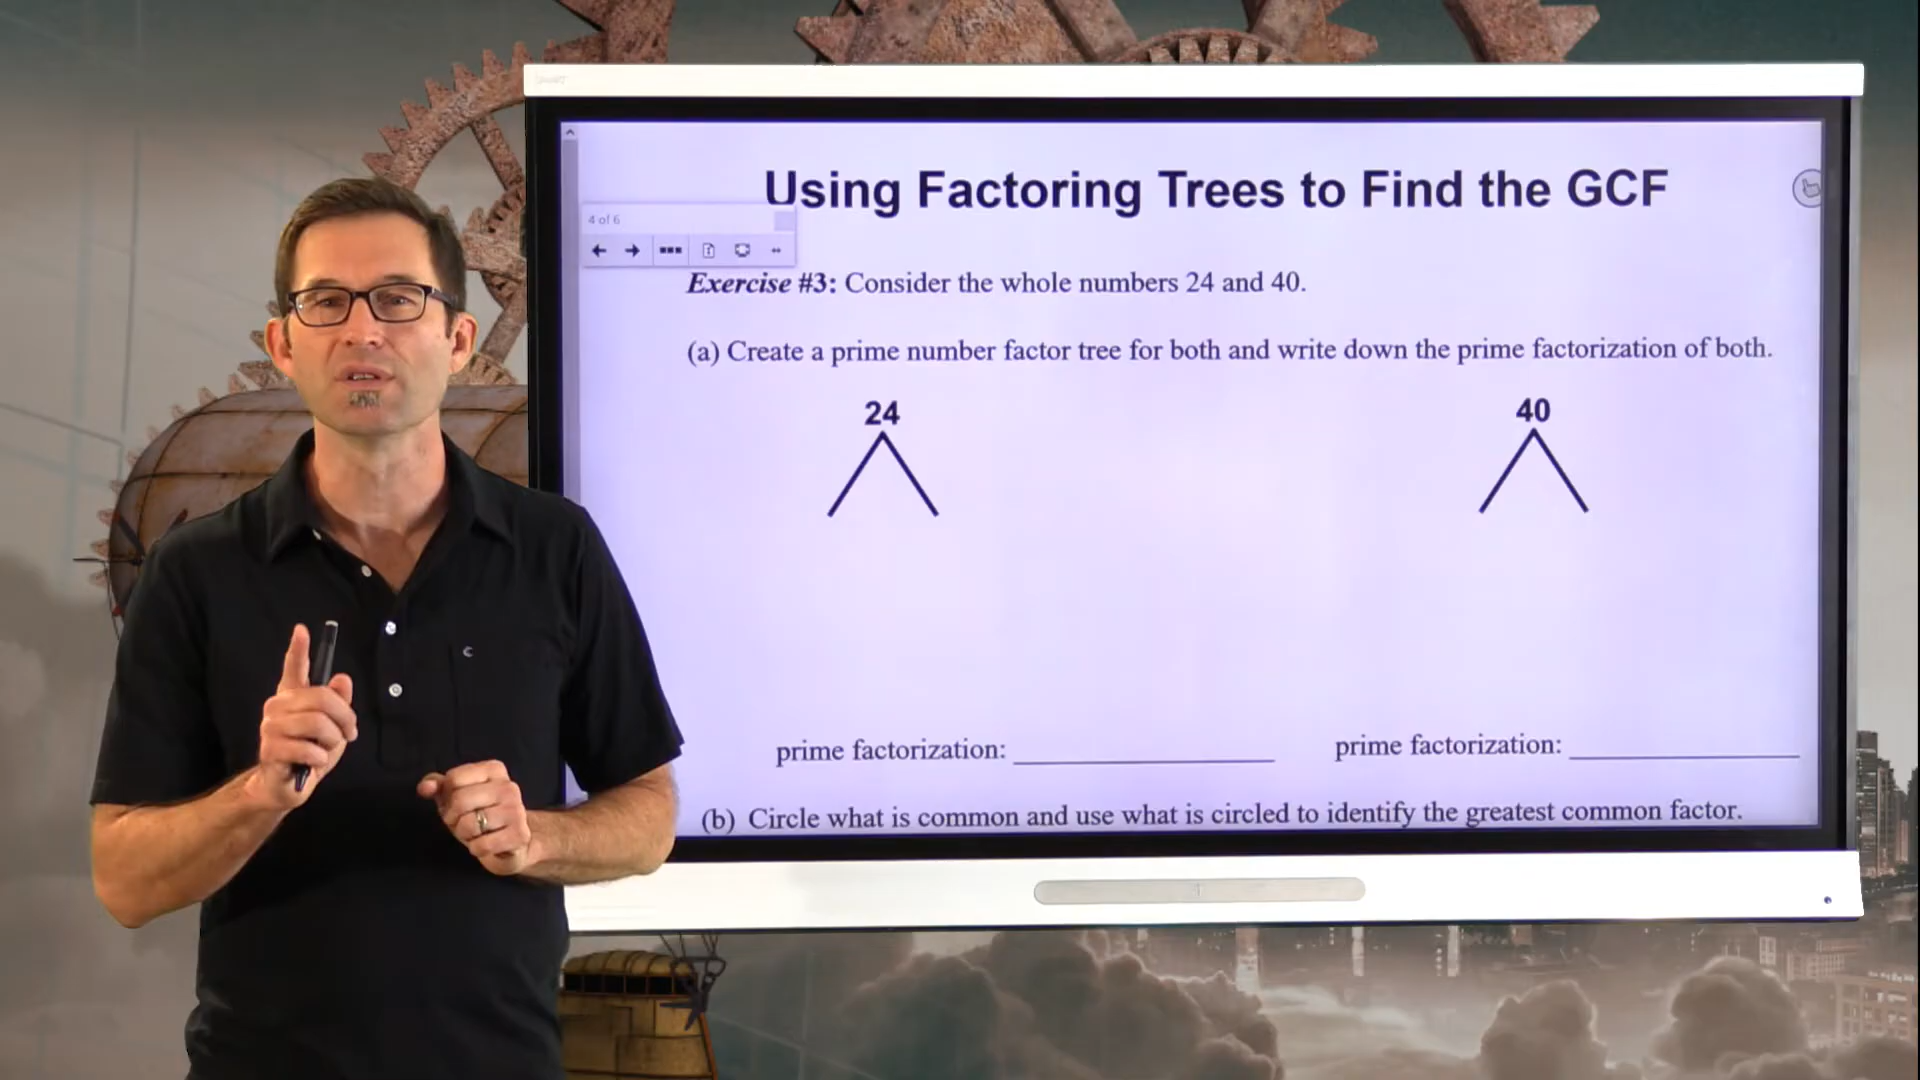 Using Factoring Trees to Find the GCF
4 of 6
Exercise #3: Consider the whole numbers 24 and 40.
(a) Create a prime number factor tree for both and write down the prime factorization of both.
24
40
prime factorization:
prime factorization:
(b) Circle what is common and use what is circled to identify the greatest common factor.